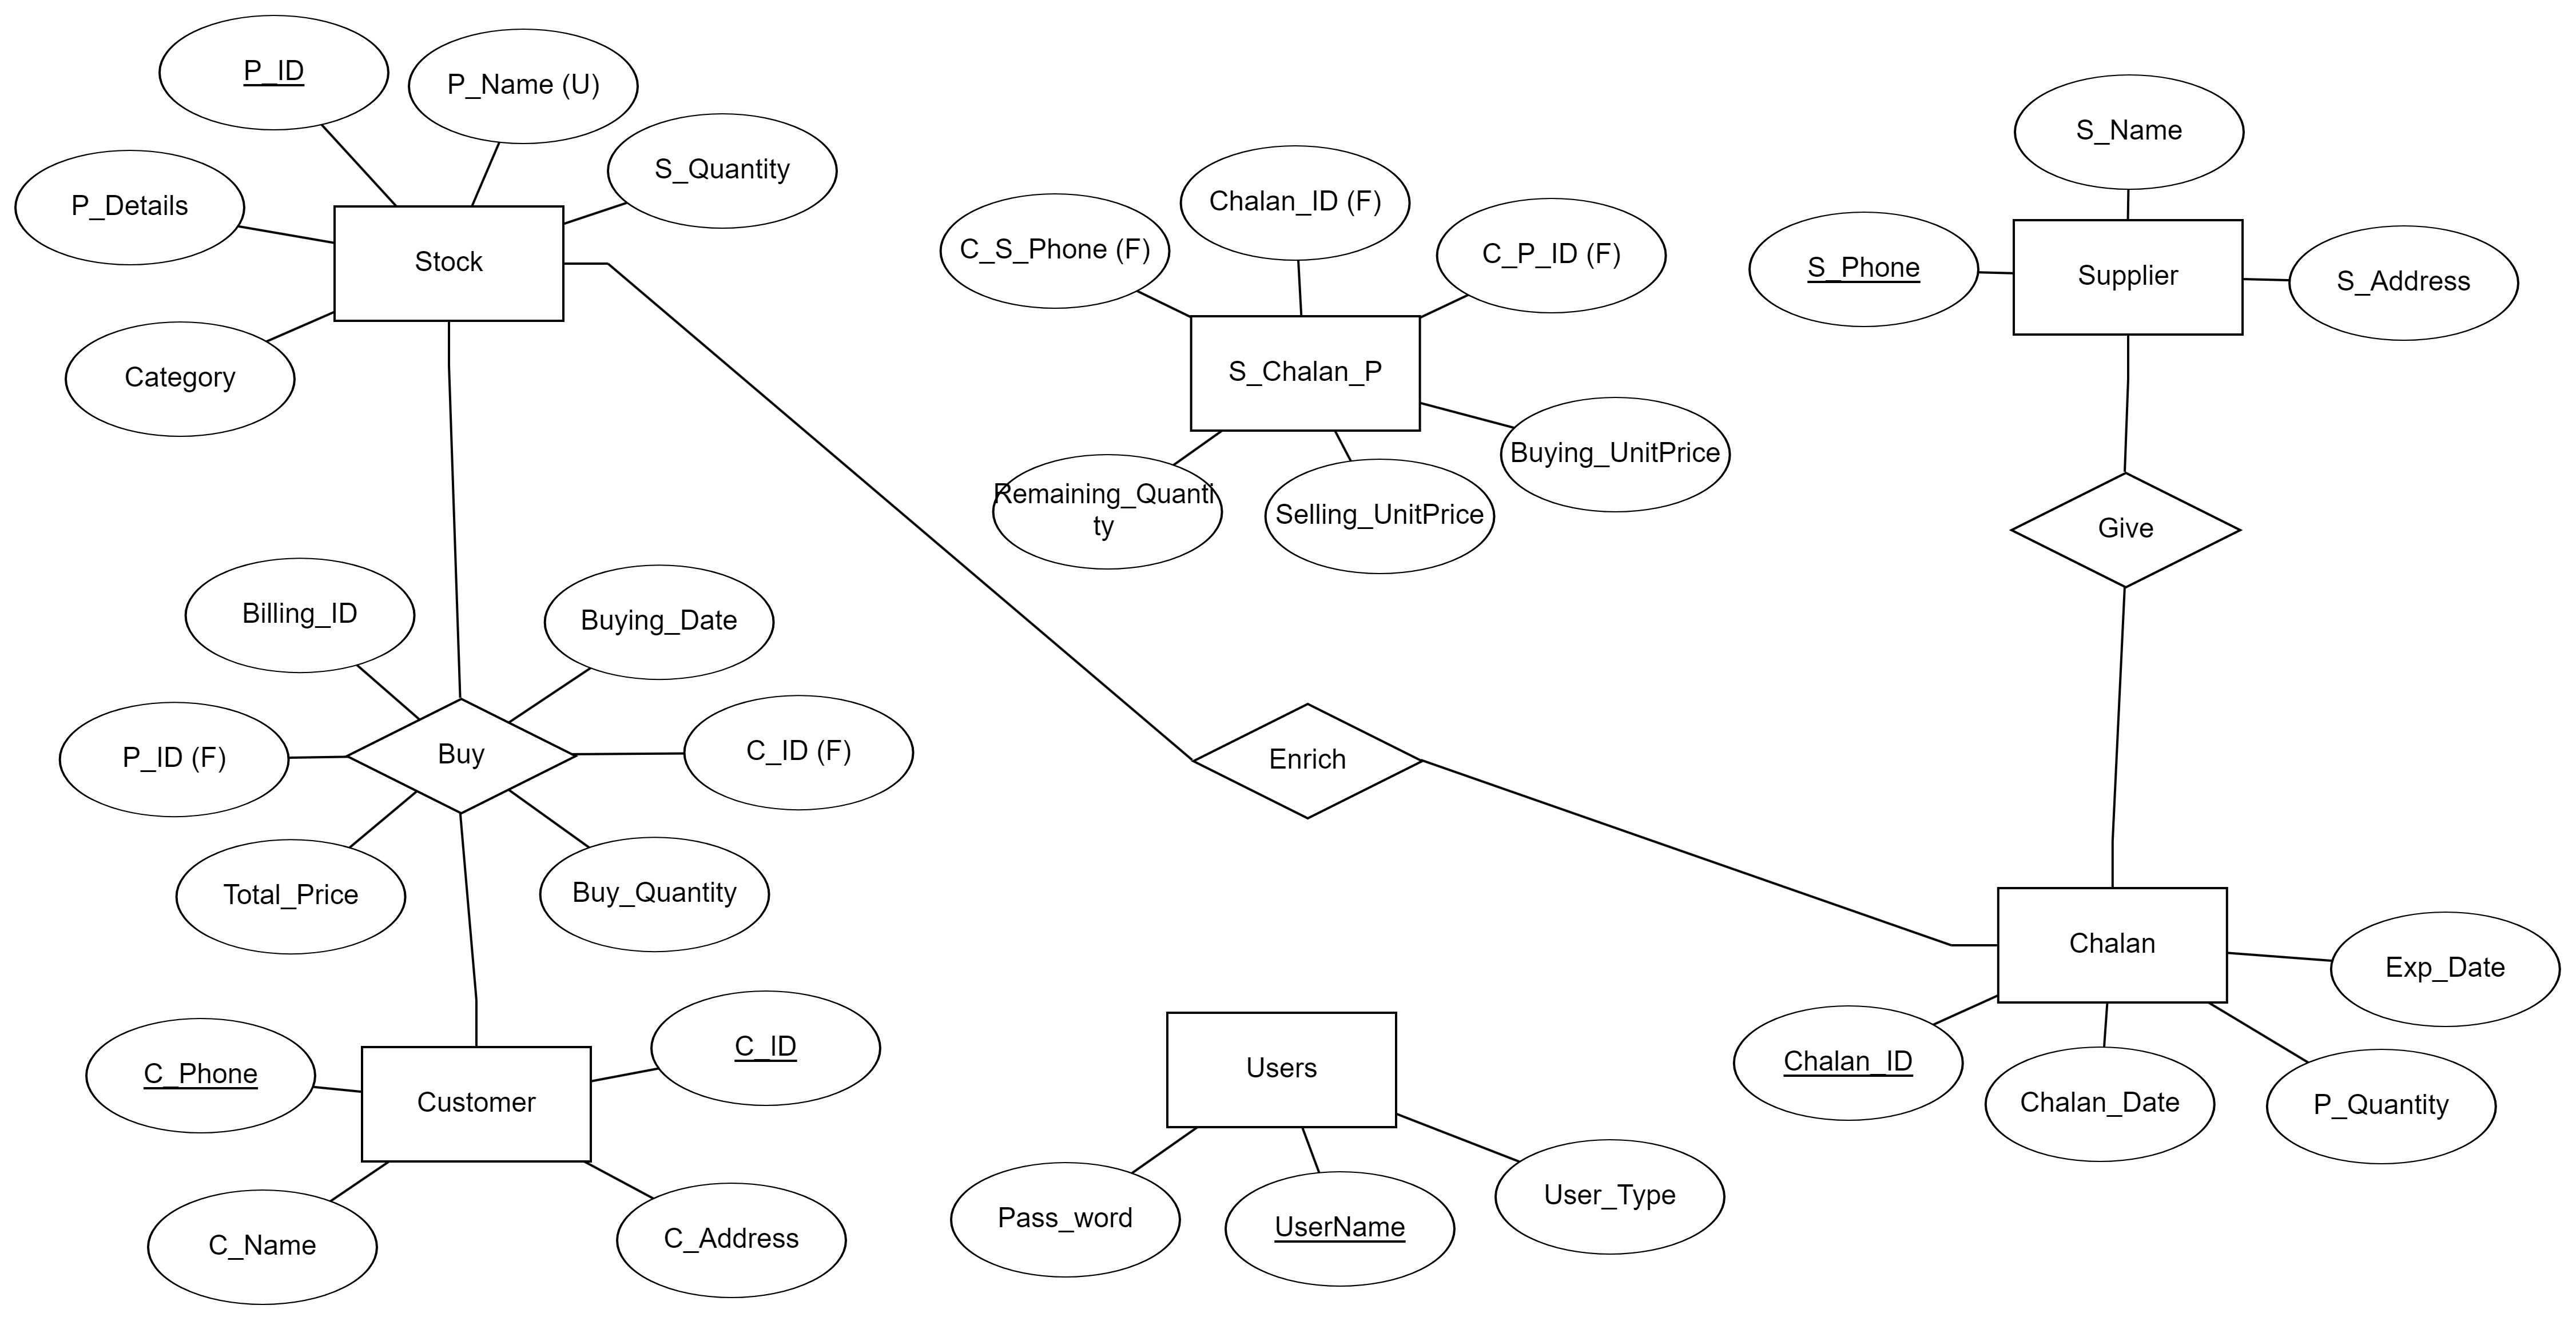 P_ID
P_Name (U)
S_Quantity
P_Details
Stock
Category
C_S_Phone (F)
Chalan_ID (F)
C_P_ID (F)
S_Chalan_P
Buying_UnitPrice
Remaining_Quanti
ty
Selling_UnitPrice
S_Name
S_Phone
Supplier
S_Address
Give
Billing_ID
Buying_Date
P_ID (F)
Buy
C_ID (F)
Total_Price
Buy_Quantity
Enrich
Chalan
Exp_Date
Chalan_ID
Chalan_Date
P_Quantity
C_Phone
C_ID
Customer
C_Name
C_Address
Users
Pass_word
UserName
User_Type